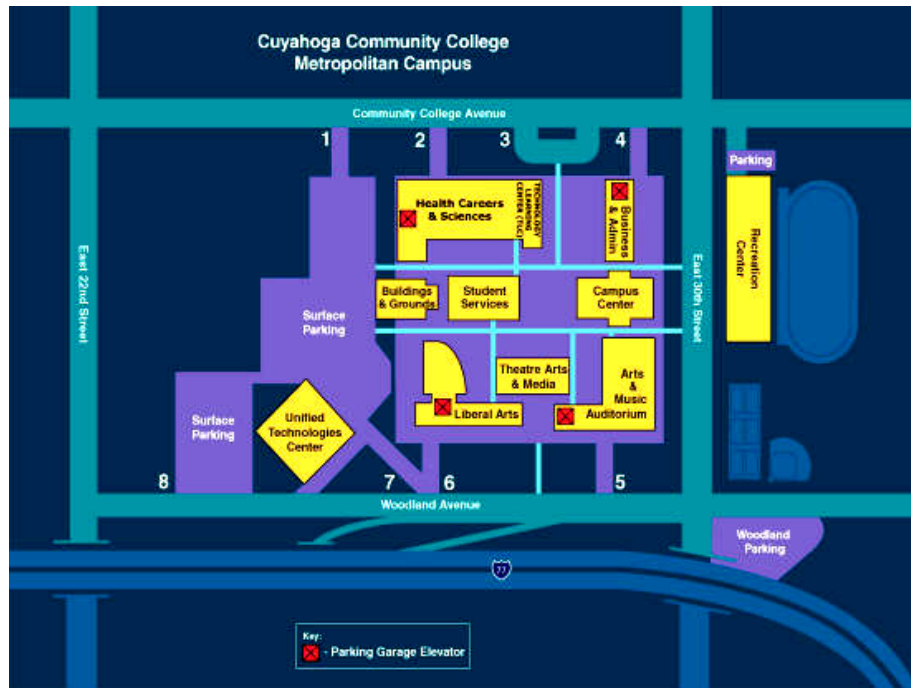 Cuyahoga Community College
Metropolitan Campus
Community College Avenue
1
2
3
4
Parking
Health Careers
& Sciences
TECHNOLOGY
LEARNING
CENTER (TLC)
Business
& Admin
Recreation
Center
East 22nd Street
East 30th Street
Buildings
& Grounds
Student
Services
Campus
Center
Surface
Parking
Theatre Arts
& Media
Arts
&
Music
Auditorium
Liberal Arts
Surface
Parking
Unified
Technologies
Center
8
7
6
5
Woodland Avenue
Woodland
Parking
77
Key:
- Parking Garage Elevator